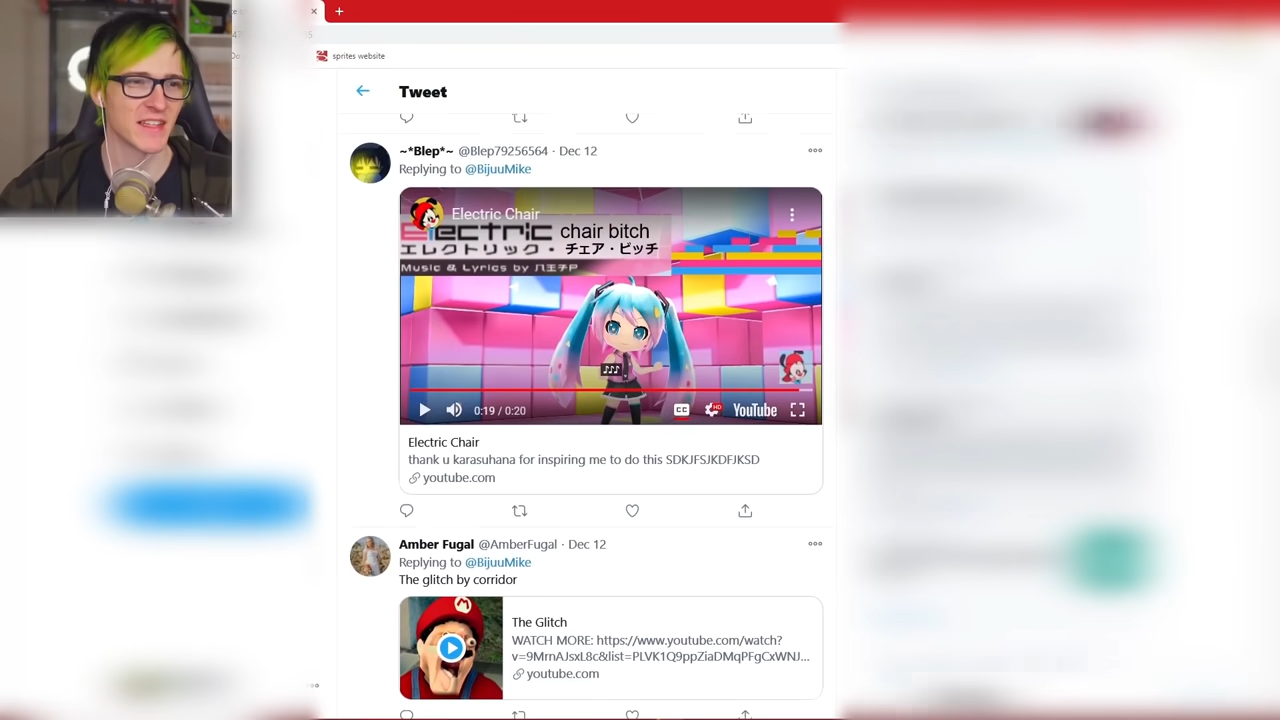 sprites website
Tweet
~*Blep*~ @Blep79256564 · Dec 12
Replying to @BijuuMike
Electric Chair
Electric chair bitch
エレクトリック・ チェア・ビッチ
Music & Lyrics by 八王子P
♪♪♪
0:19 / 0:20
CC
HD
YouTube
Electric Chair
thank u karasuhana for inspiring me to do this SDKJFSJKDFJKSD
youtube.com
Amber Fugal @AmberFugal · Dec 12
Replying to @BijuuMike
The glitch by corridor
M
The Glitch
WATCH MORE: https://www.youtube.com/watch?
v=9MrnAJsxL8c&list=PLVK1Q9ppZiaDMqPFgCxWNJ...
youtube.com